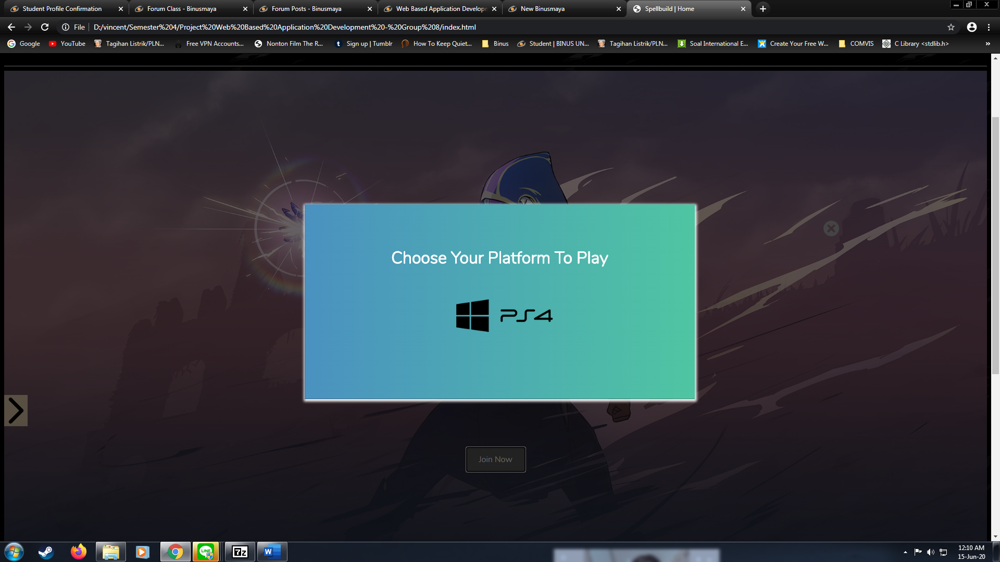 Student Profile Confirmation
Forum Class - Binusmaya
Forum Posts - Binusmaya
Web Based Application Develop
New Binusmaya
Spellbuild | Home
File
D:/vincent/Semester%204/Project%20Web%20Based%20Application%20Development%20-%20Group%208/index.html
Google
YouTube
Tagihan Listrik/PLN...
Free VPN Accounts...
Nonton Film The R...
Sign up | Tumblr
How To Keep Quiet...
Binus
Student | BINUS UN...
Tagihan Listrik/PLN...
Soal International E...
Create Your Free W...
COMVIS
C Library <stdlib.h>
Choose Your Platform To Play
PS4
Join Now
LINE
7z
W
12:10 AM
15-Jun-20